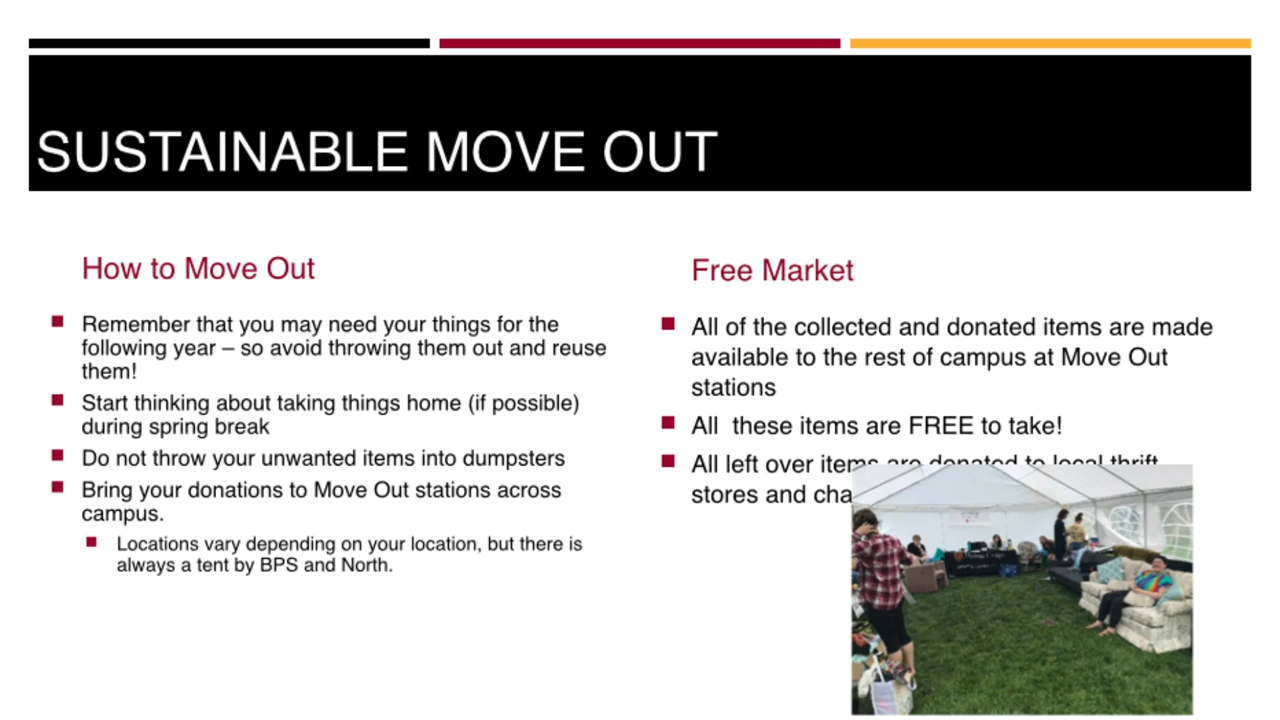 SUSTAINABLE MOVE OUT
How to Move Out
Remember that you may need your things for the
following year – so avoid throwing them out and reuse
them!
Start thinking about taking things home (if possible)
during spring break
Do not throw your unwanted items into dumpsters
Bring your donations to Move Out stations across
campus.
Locations vary depending on your location, but there is
always a tent by BPS and North.
Free Market
All of the collected and donated items are made
available to the rest of campus at Move Out
stations
All  these items are FREE to take!
All left over items are donated to local thrift
stores and cha